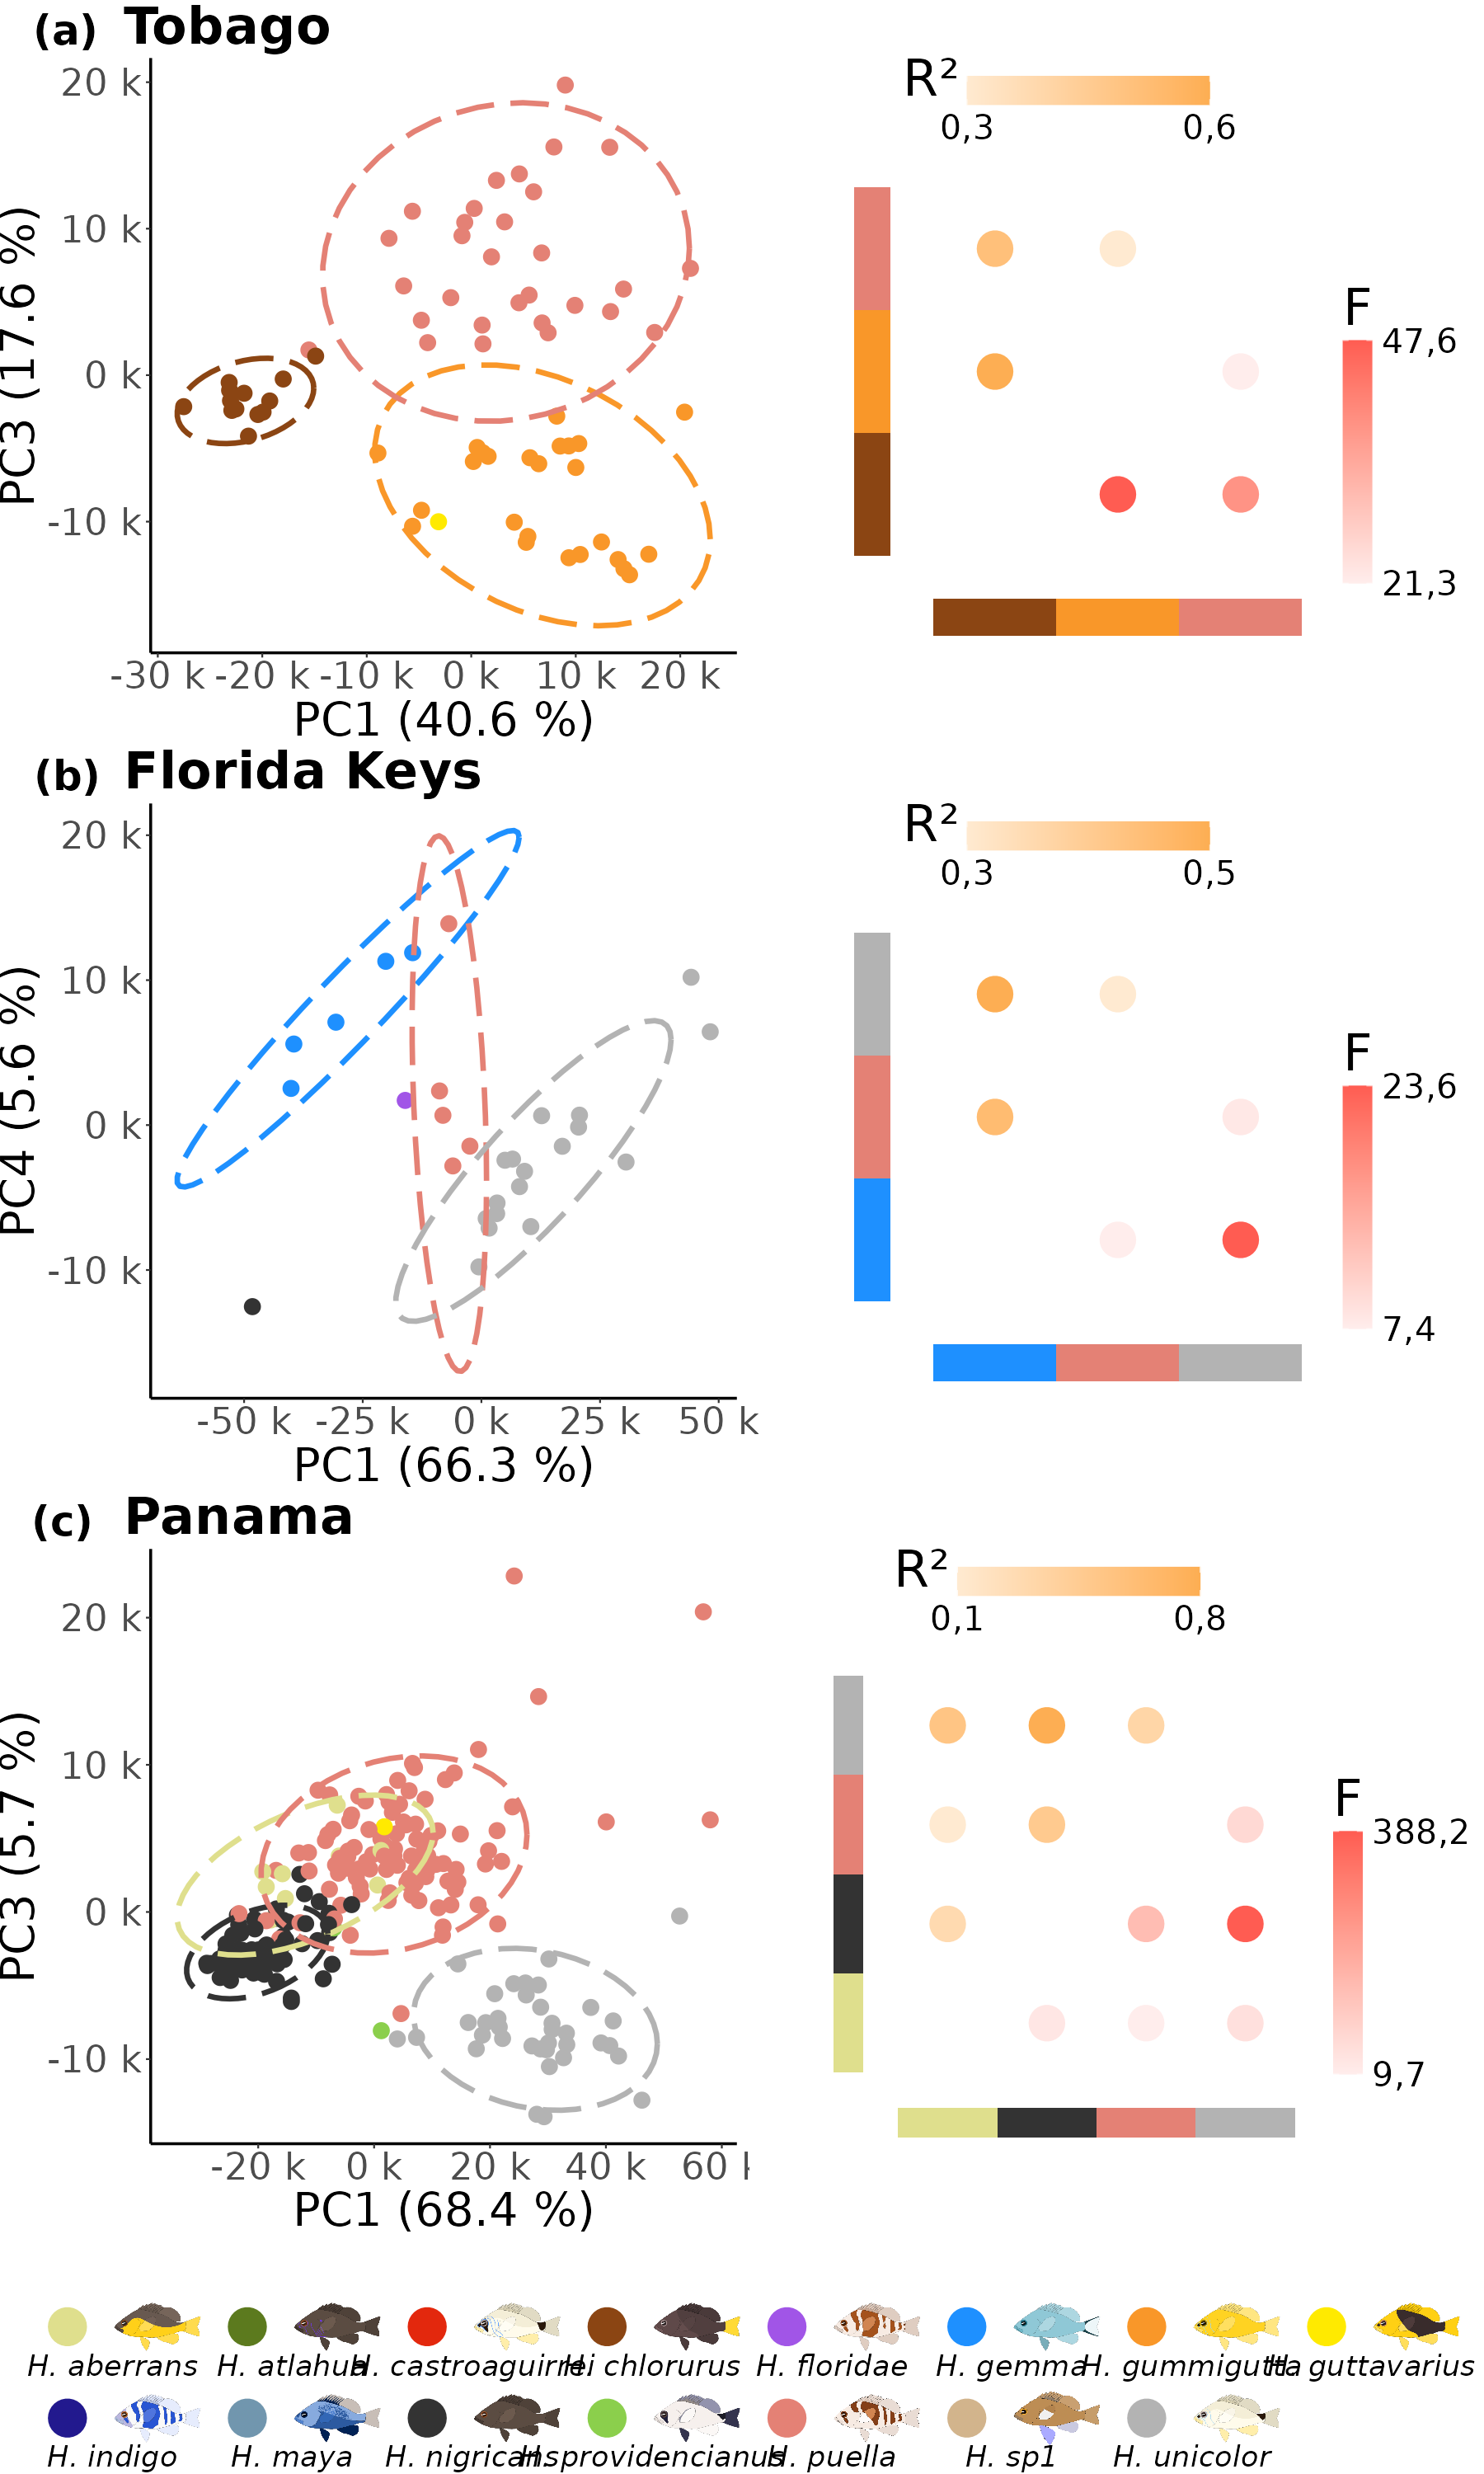 (a) Tobago
20 k
10 k
0 k
-10 k
PC3 (17.6 %)
-30 k -20 k -10 k 0 k 10 k 20 k
PC1 (40.6 %)
R²
0,3 0,6
F
47,6
21,3
(b) Florida Keys
20 k
10 k
0 k
-10 k
PC4 (5.6 %)
-50 k -25 k 0 k 25 k 50 k
PC1 (66.3 %)
R²
0,3 0,5
F
23,6
7,4
(c) Panama
20 k
10 k
0 k
-10 k
PC3 (5.7 %)
-20 k 0 k 20 k 40 k 60 k
PC1 (68.4 %)
R²
0,1 0,8
F
388,2
9,7
H. aberrans H. atlahua H. castroaguirrei H. chlorurus H. floridae H. gemma H. gummigutta H. guttavarius
H. indigo H. maya H. nigricans H. providencianus H. puella H. sp1 H. unicolor